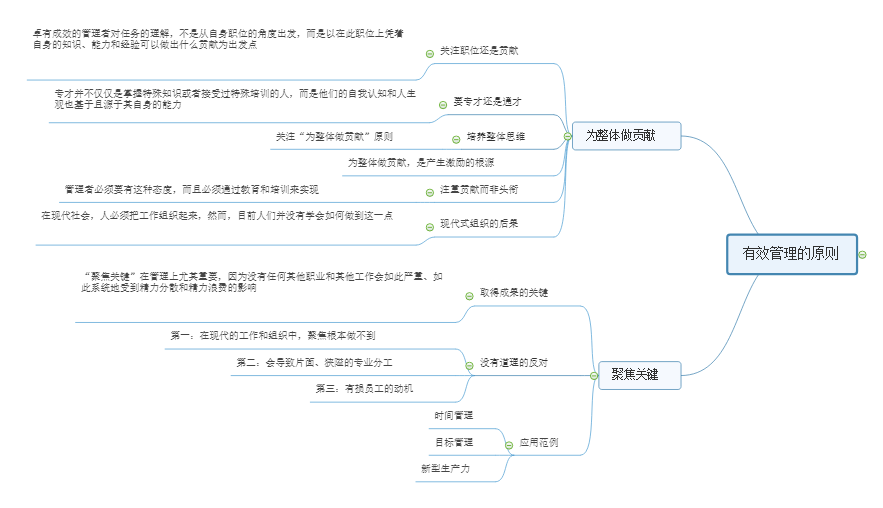 有效管理的原则
为整体做贡献
关注职位还是贡献
卓有成效的管理者对任务的理解，不是从自身职位的角度出发，而是以在此职位上凭着
自身的知识、能力和经验可以做出什么贡献为出发点
要专才还是通才
专才并不仅仅是掌握特殊知识或者接受过特殊培训的人，而是他们的自我认知和人生
观也基于且源于其自身的能力
培养整体思维
关注“为整体做贡献”原则
为整体做贡献，是产生激励的根源
注重贡献而非头衔
管理者必须要有这种态度，而且必须通过教育和培训来实现
现代式组织的后果
在现代社会，人必须把工作组织起来，然而，目前人们并没有学会如何做到这一点
聚焦关键
取得成果的关键
“聚焦关键”在管理上尤其重要，因为没有任何其他职业和其他工作会如此严重、如
此系统地受到精力分散和精力浪费的影响
没有道理的反对
第一：在现代的工作和组织中，聚焦根本做不到
第二：会导致片面、狭隘的专业分工
第三：有损员工的动机
应用范例
时间管理
目标管理
新型生产力